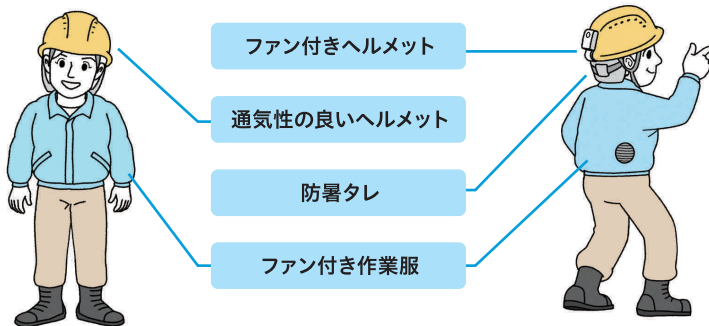 ファン付きヘルメット
通気性の良いヘルメット
防暑タレ
ファン付き作業服